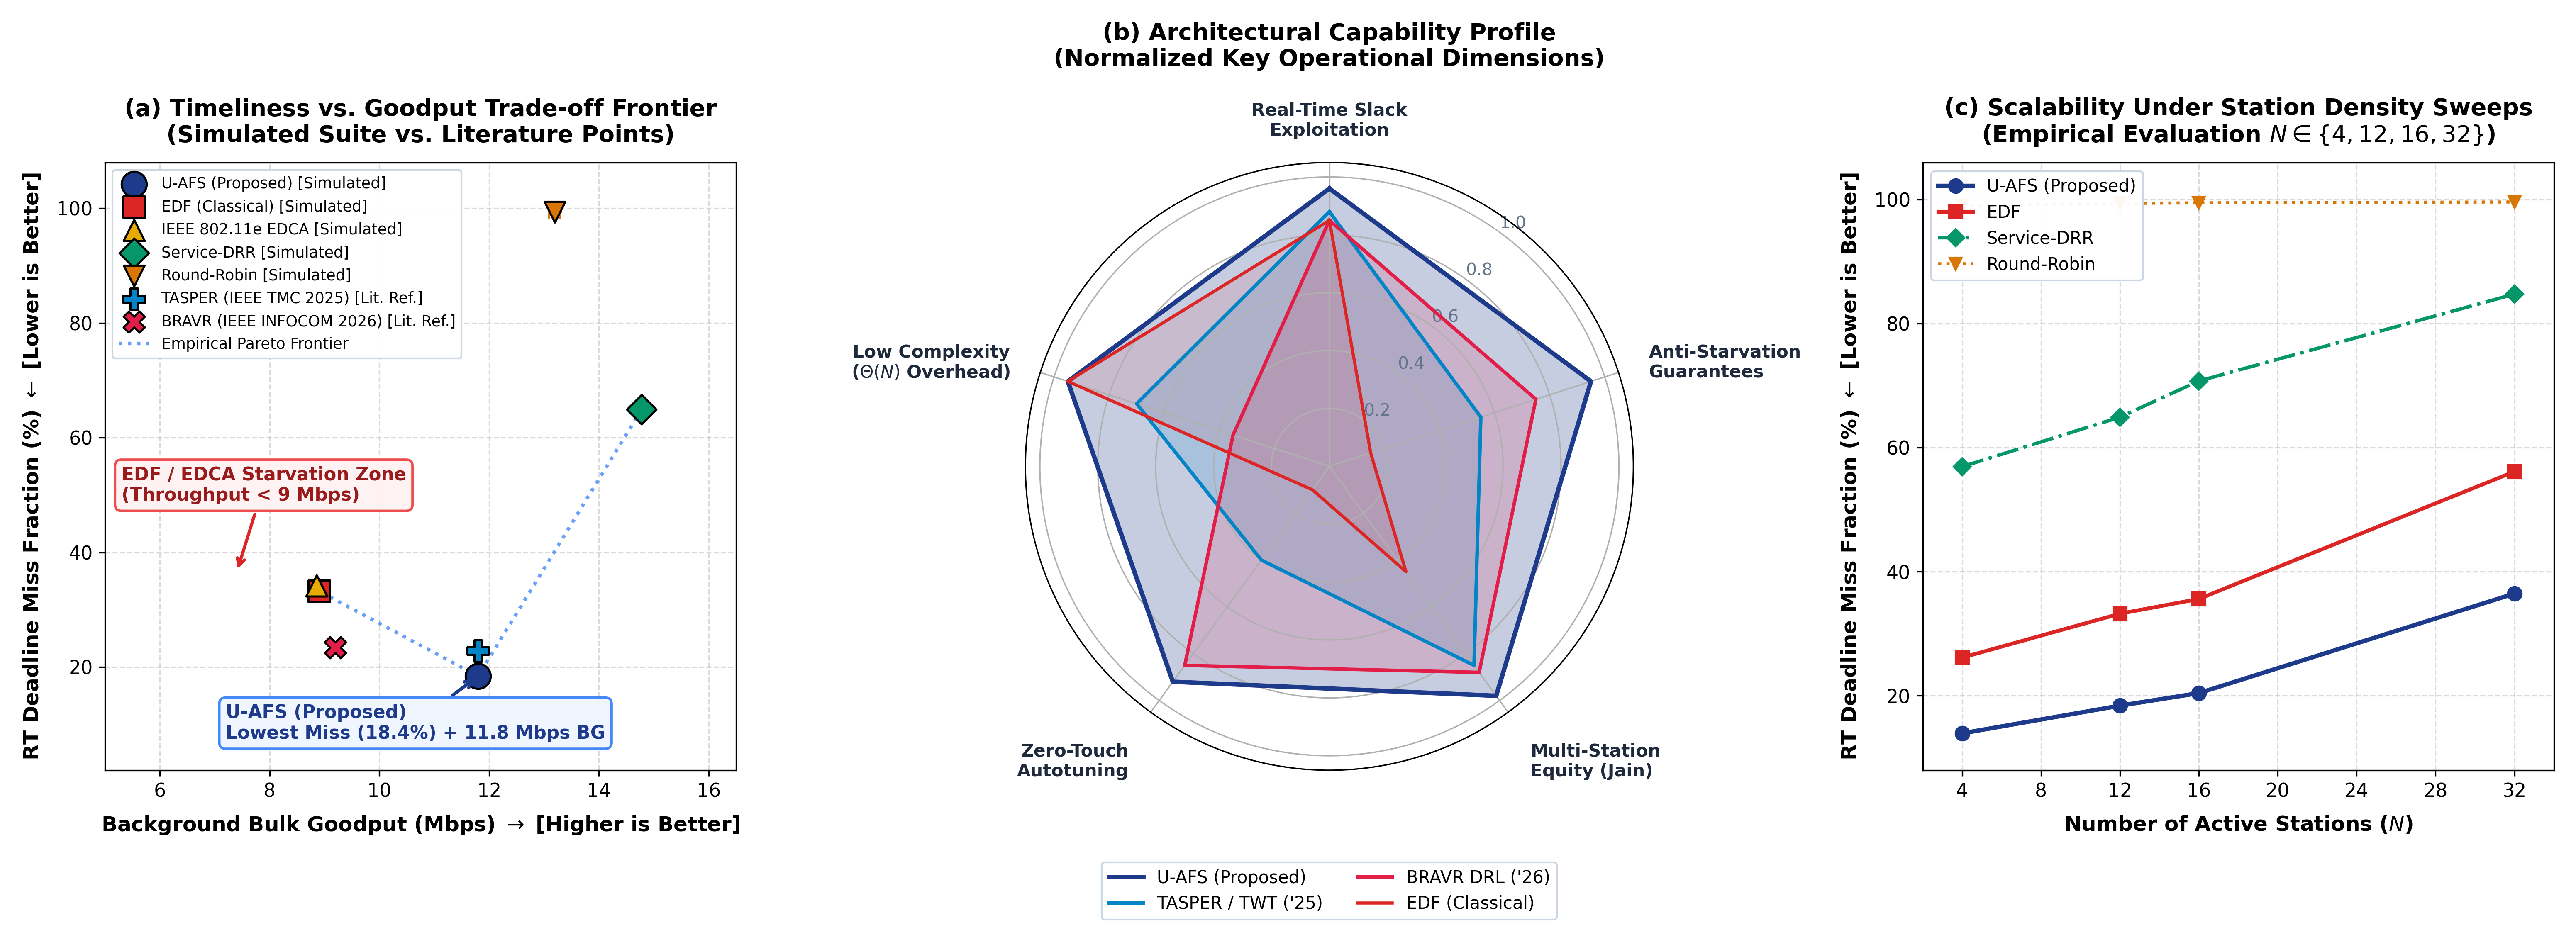 (a) Timeliness vs. Goodput Trade-off Frontier
(Simulated Suite vs. Literature Points)
RT Deadline Miss Fraction (%) ← [Lower is Better]
100
80
60
40
20
U-AFS (Proposed) [Simulated]
EDF (Classical) [Simulated]
IEEE 802.11e EDCA [Simulated]
Service-DRR [Simulated]
Round-Robin [Simulated]
TASPER (IEEE TMC 2025) [Lit. Ref.]
BRAVR (IEEE INFOCOM 2026) [Lit. Ref.]
Empirical Pareto Frontier
EDF / EDCA Starvation Zone
(Throughput < 9 Mbps)
U-AFS (Proposed)
Lowest Miss (18.4%) + 11.8 Mbps BG
6 8 10 12 14 16
Background Bulk Goodput (Mbps) → [Higher is Better]
(b) Architectural Capability Profile
(Normalized Key Operational Dimensions)
Real-Time Slack
Exploitation
1.0
0.8
0.6
0.4
0.2
Low Complexity
(Θ(N) Overhead)
Anti-Starvation
Guarantees
Zero-Touch
Autotuning
Multi-Station
Equity (Jain)
U-AFS (Proposed)
TASPER / TWT ('25)
BRAVR DRL ('26)
EDF (Classical)
(c) Scalability Under Station Density Sweeps
(Empirical Evaluation N ∈ {4, 12, 16, 32})
RT Deadline Miss Fraction (%) ← [Lower is Better]
100
80
60
40
20
U-AFS (Proposed)
EDF
Service-DRR
Round-Robin
4 8 12 16 20 24 28 32
Number of Active Stations (N)